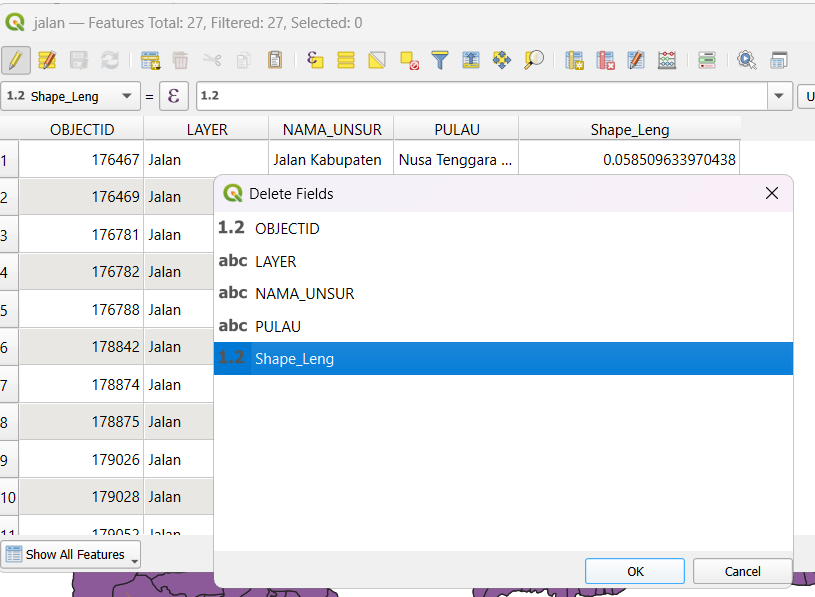 jalan — Features Total: 27, Filtered: 27, Selected: 0
1.2 Shape_Leng = ε 1.2 U
OBJECTID LAYER NAMA_UNSUR PULAU Shape_Leng
1 176467 Jalan Jalan Kabupaten Nusa Tenggara ... 0.058509633970438
2 176469 Jalan
3 176781 Jalan
4 176782 Jalan
5 176788 Jalan
6 178842 Jalan
7 178874 Jalan
8 178875 Jalan
9 179026 Jalan
10 179028 Jalan
11 179052 Jalan
Delete Fields
1.2 OBJECTID
abc LAYER
abc NAMA_UNSUR
abc PULAU
1.2 Shape_Leng
Show All Features
OK Cancel